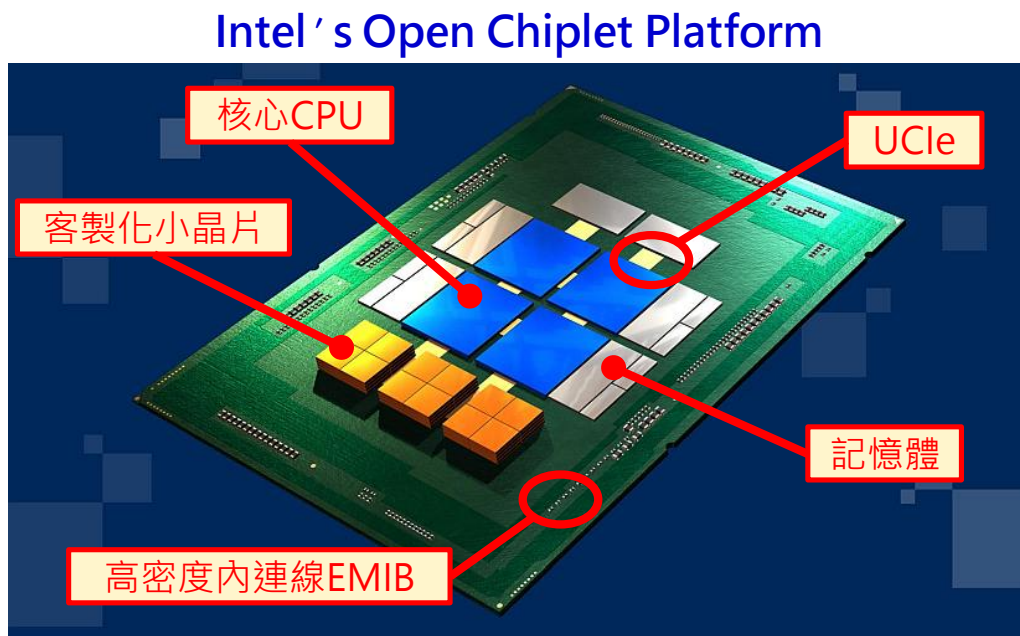 Intel's Open Chiplet Platform
核心CPU
UCIe
客製化小晶片
記憶體
高密度內連線EMIB